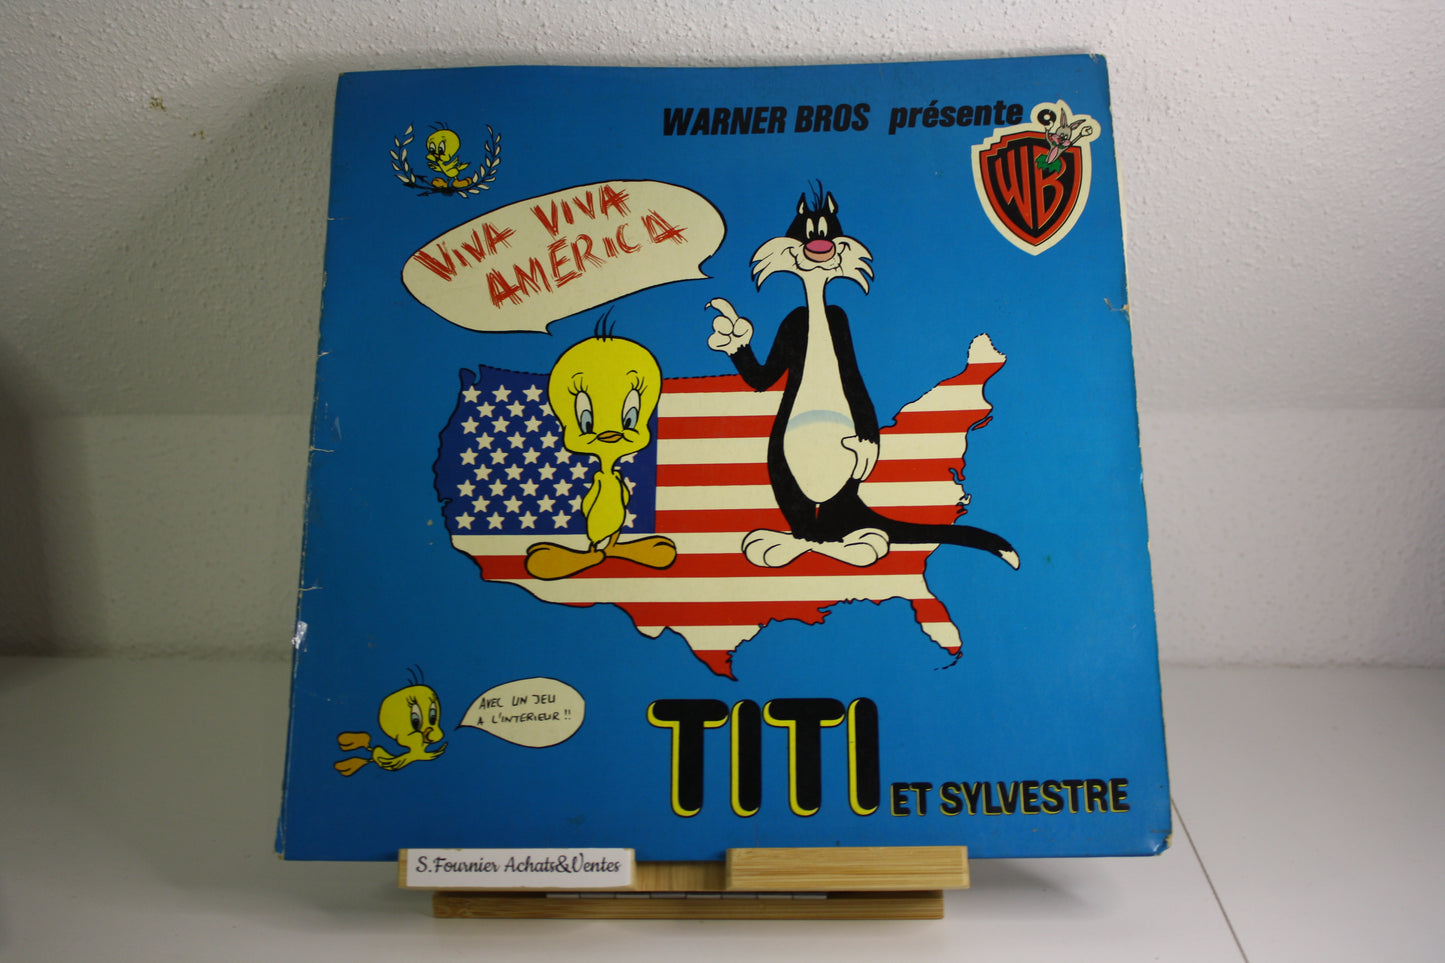 WARNER BROS présente
WB
VIVA VIVA
AMERICA
AVEC UN JEU
A L'INTERIEUR !!
TITI
ET SYLVESTRE
S.Fournier Achats&Ventes